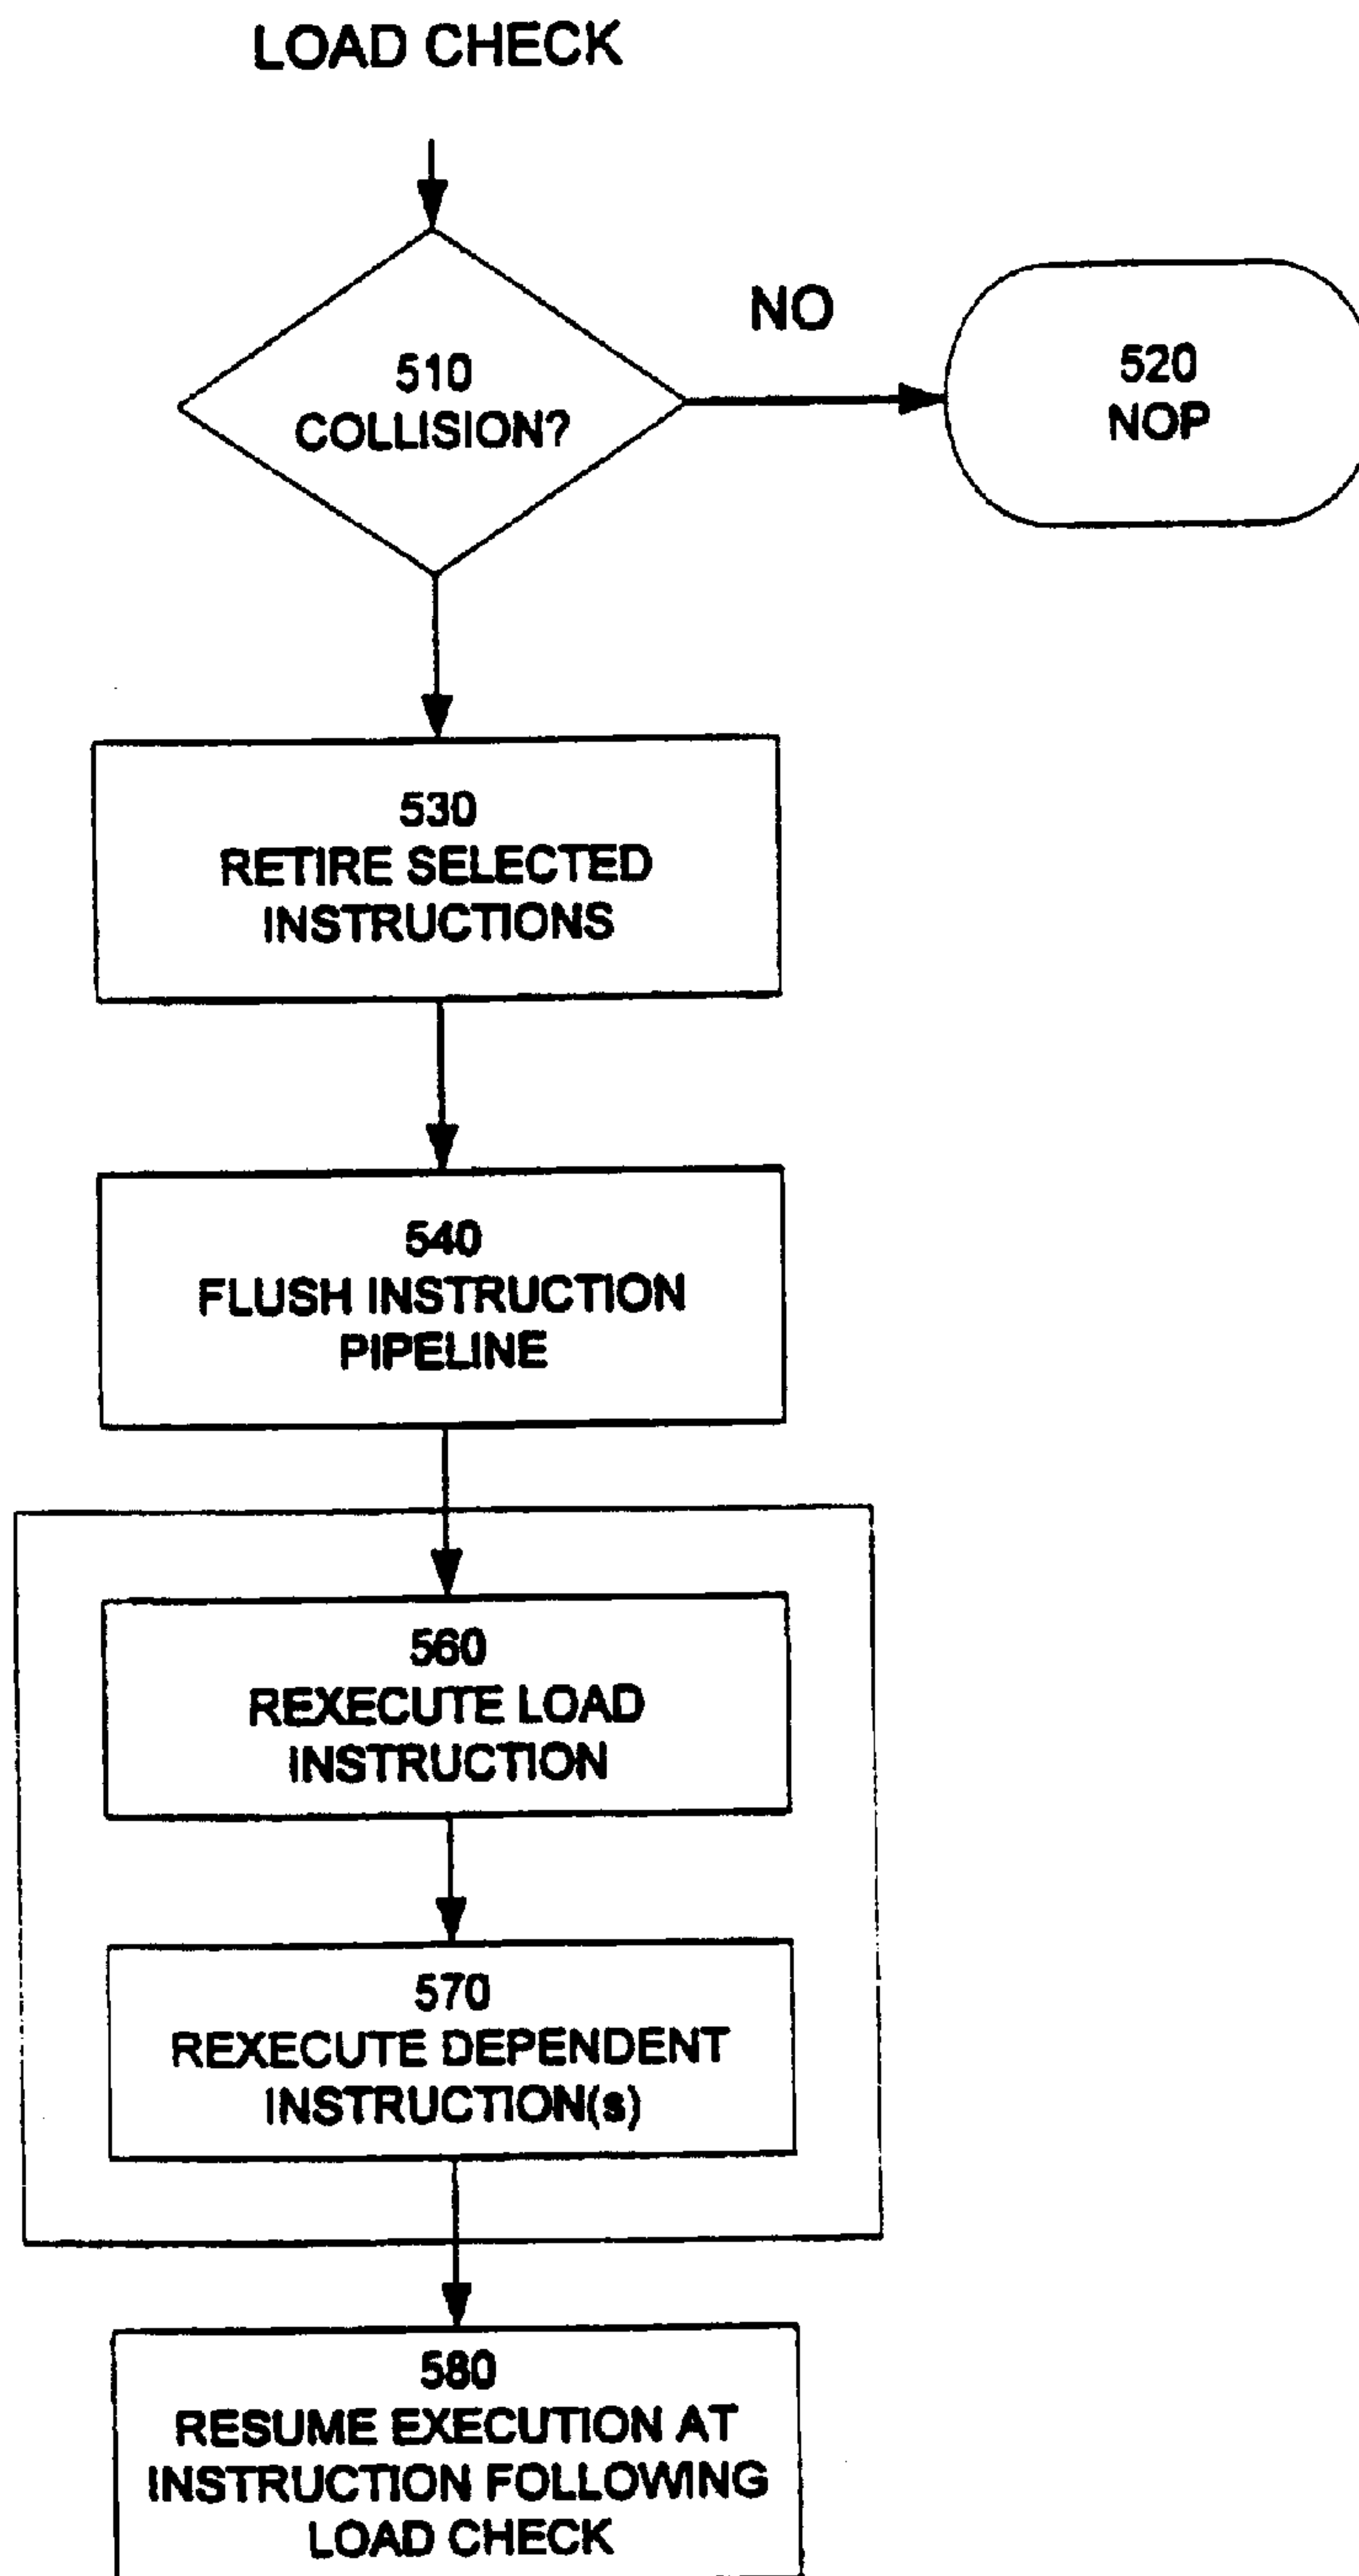 LOAD CHECK
510
COLLISION?
NO
520
NOP
530
RETIRE SELECTED
INSTRUCTIONS
540
FLUSH INSTRUCTION
PIPELINE
560
REXECUTE LOAD
INSTRUCTION
570
REXECUTE DEPENDENT
INSTRUCTION(s)
580
RESUME EXECUTION AT
INSTRUCTION FOLLOWING
LOAD CHECK